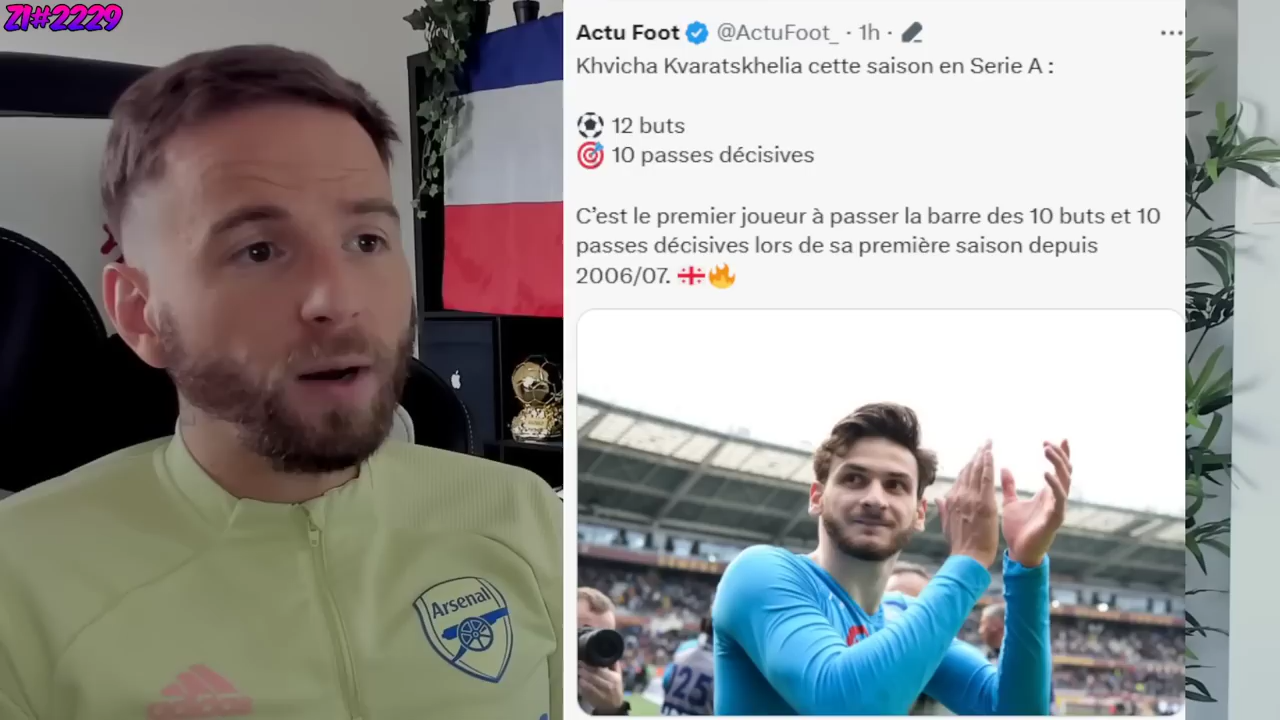 ZI#2229
Actu Foot @ActuFoot_ · 1h ·
Khvicha Kvaratskhelia cette saison en Serie A :
12 buts
10 passes décisives
C’est le premier joueur à passer la barre des 10 buts et 10
passes décisives lors de sa première saison depuis
2006/07.
Arsenal
adidas
25